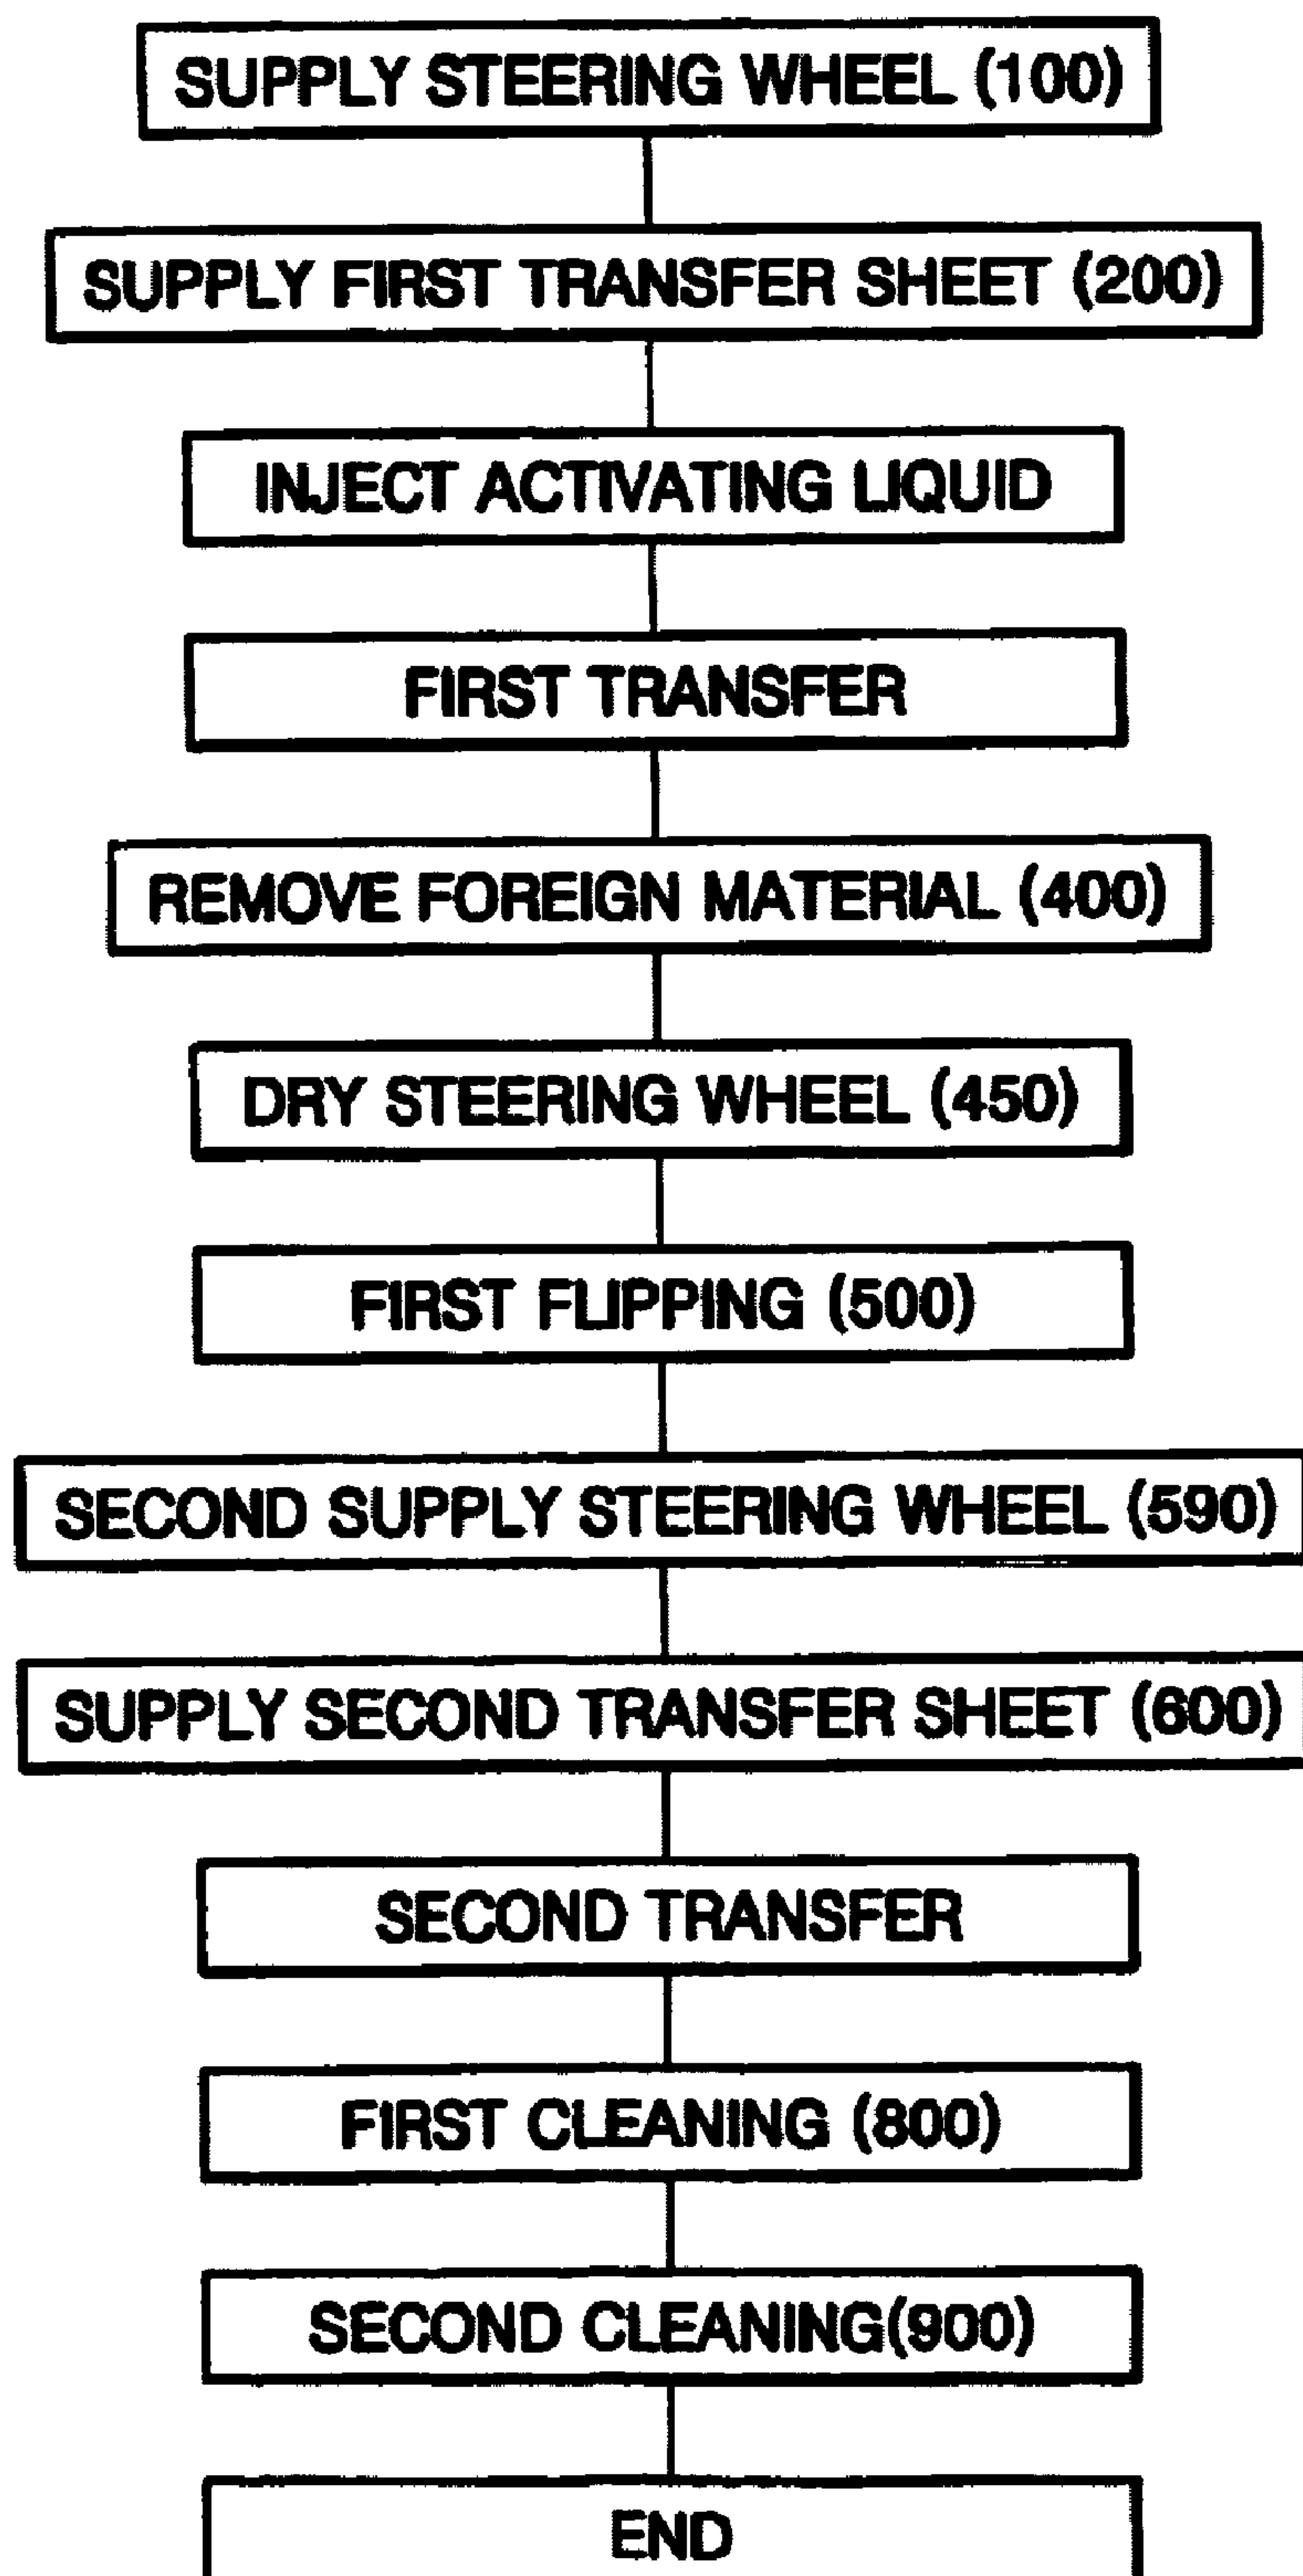 SUPPLY STEERING WHEEL (100)
SUPPLY FIRST TRANSFER SHEET (200)
INJECT ACTIVATING LIQUID
FIRST TRANSFER
REMOVE FOREIGN MATERIAL (400)
DRY STEERING WHEEL (450)
FIRST FLIPPING (500)
SECOND SUPPLY STEERING WHEEL (590)
SUPPLY SECOND TRANSFER SHEET (600)
SECOND TRANSFER
FIRST CLEANING (800)
SECOND CLEANING(900)
END